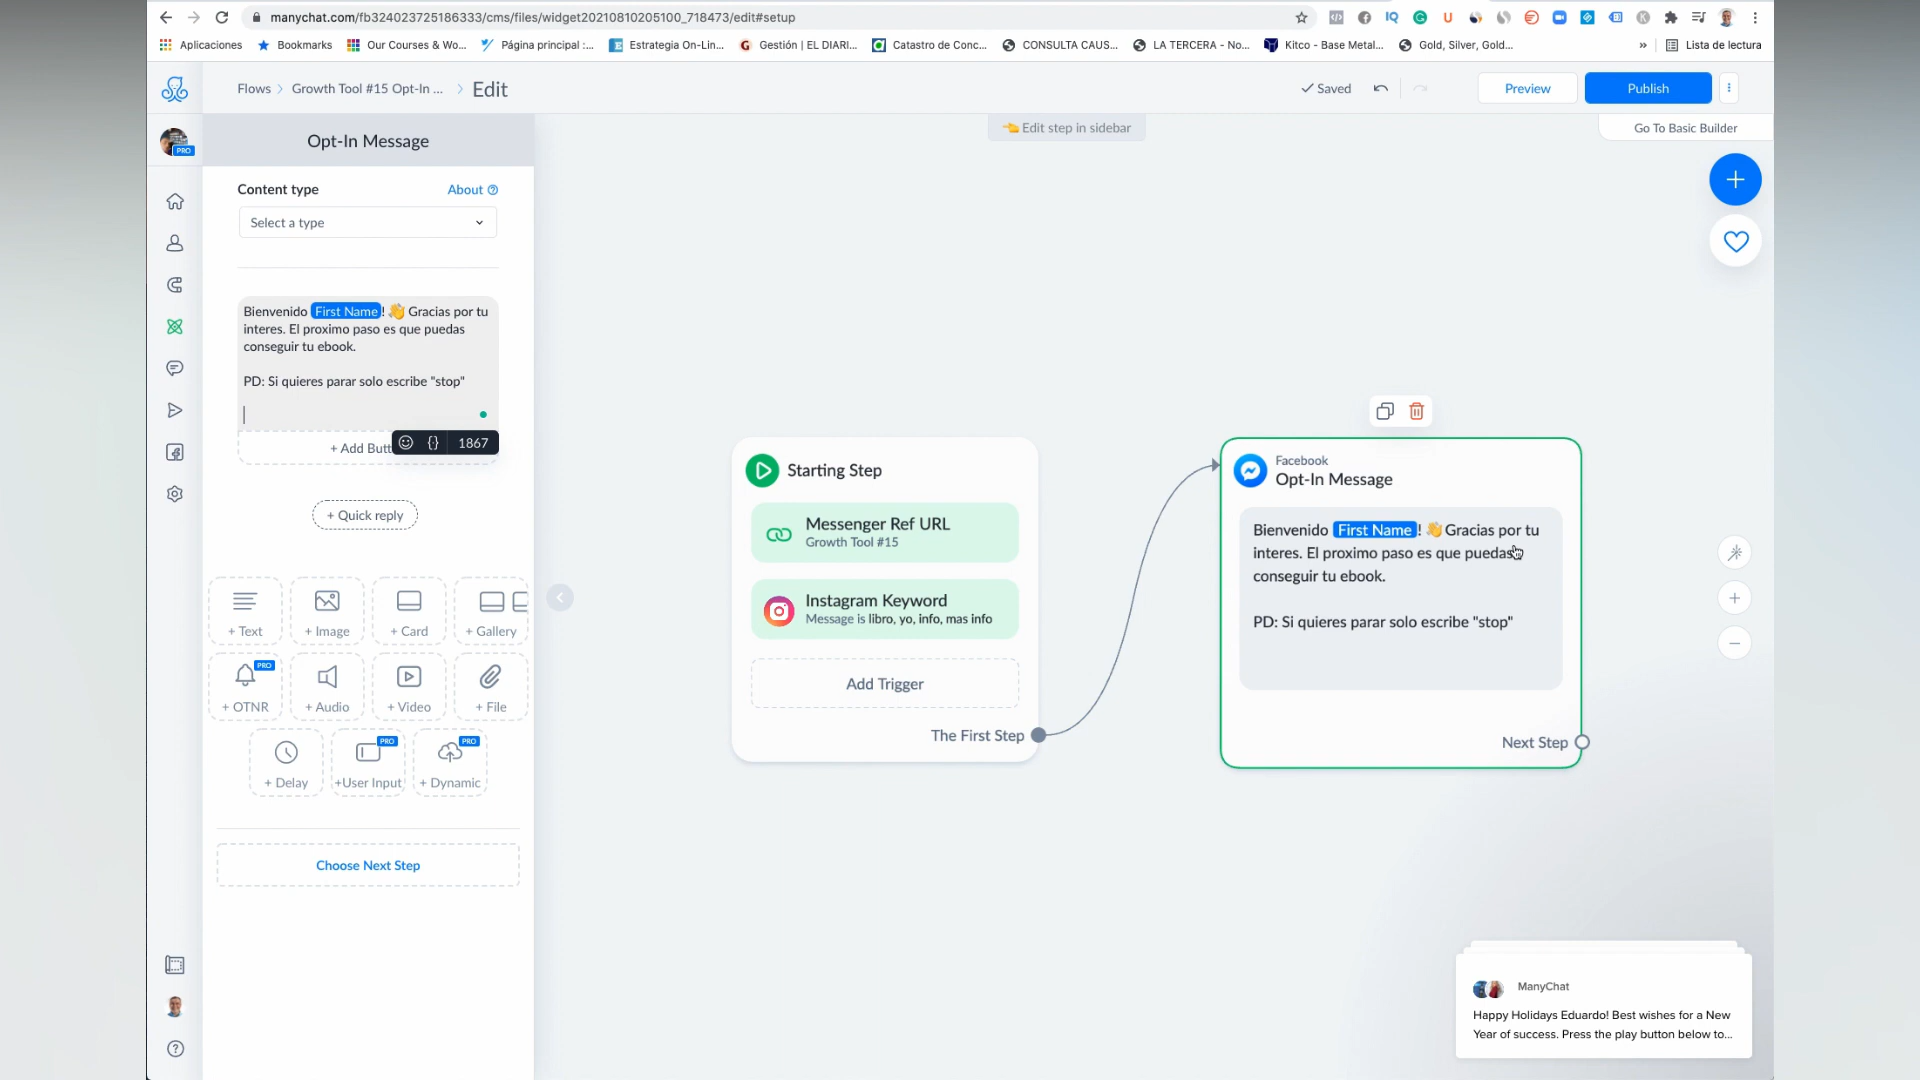 manychat.com/fb324023725186333/cms/files/widget20210810205100_718473/edit#setup
Aplicaciones
Bookmarks
Our Courses & Wo...
Página principal :...
Estrategia On-Lin...
Gestión | EL DIARI...
Catastro de Conc...
CONSULTA CAUS...
LA TERCERA - No...
Kitco - Base Metal...
Gold, Silver, Gold...
»
Lista de lectura
Flows > Growth Tool #15 Opt-In ... > Edit
Saved
Preview
Publish
PRO
Opt-In Message
Edit step in sidebar
Go To Basic Builder
Content type
About
Select a type
Bienvenido First Name! 👋 Gracias por tu
interes. El proximo paso es que puedas
conseguir tu ebook.
PD: Si quieres parar solo escribe "stop"
+ Add Butt
{} 1867
+ Quick reply
+ Text
+ Image
+ Card
+ Gallery
PRO
+ OTNR
+ Audio
+ Video
+ File
+ Delay
PRO
+User Input
PRO
+ Dynamic
Choose Next Step
Starting Step
Messenger Ref URL
Growth Tool #15
Instagram Keyword
Message is libro, yo, info, mas info
Add Trigger
The First Step
Facebook
Opt-In Message
Bienvenido First Name! 👋 Gracias por tu
interes. El proximo paso es que puedas
conseguir tu ebook.
PD: Si quieres parar solo escribe "stop"
Next Step
ManyChat
Happy Holidays Eduardo! Best wishes for a New
Year of success. Press the play button below to...